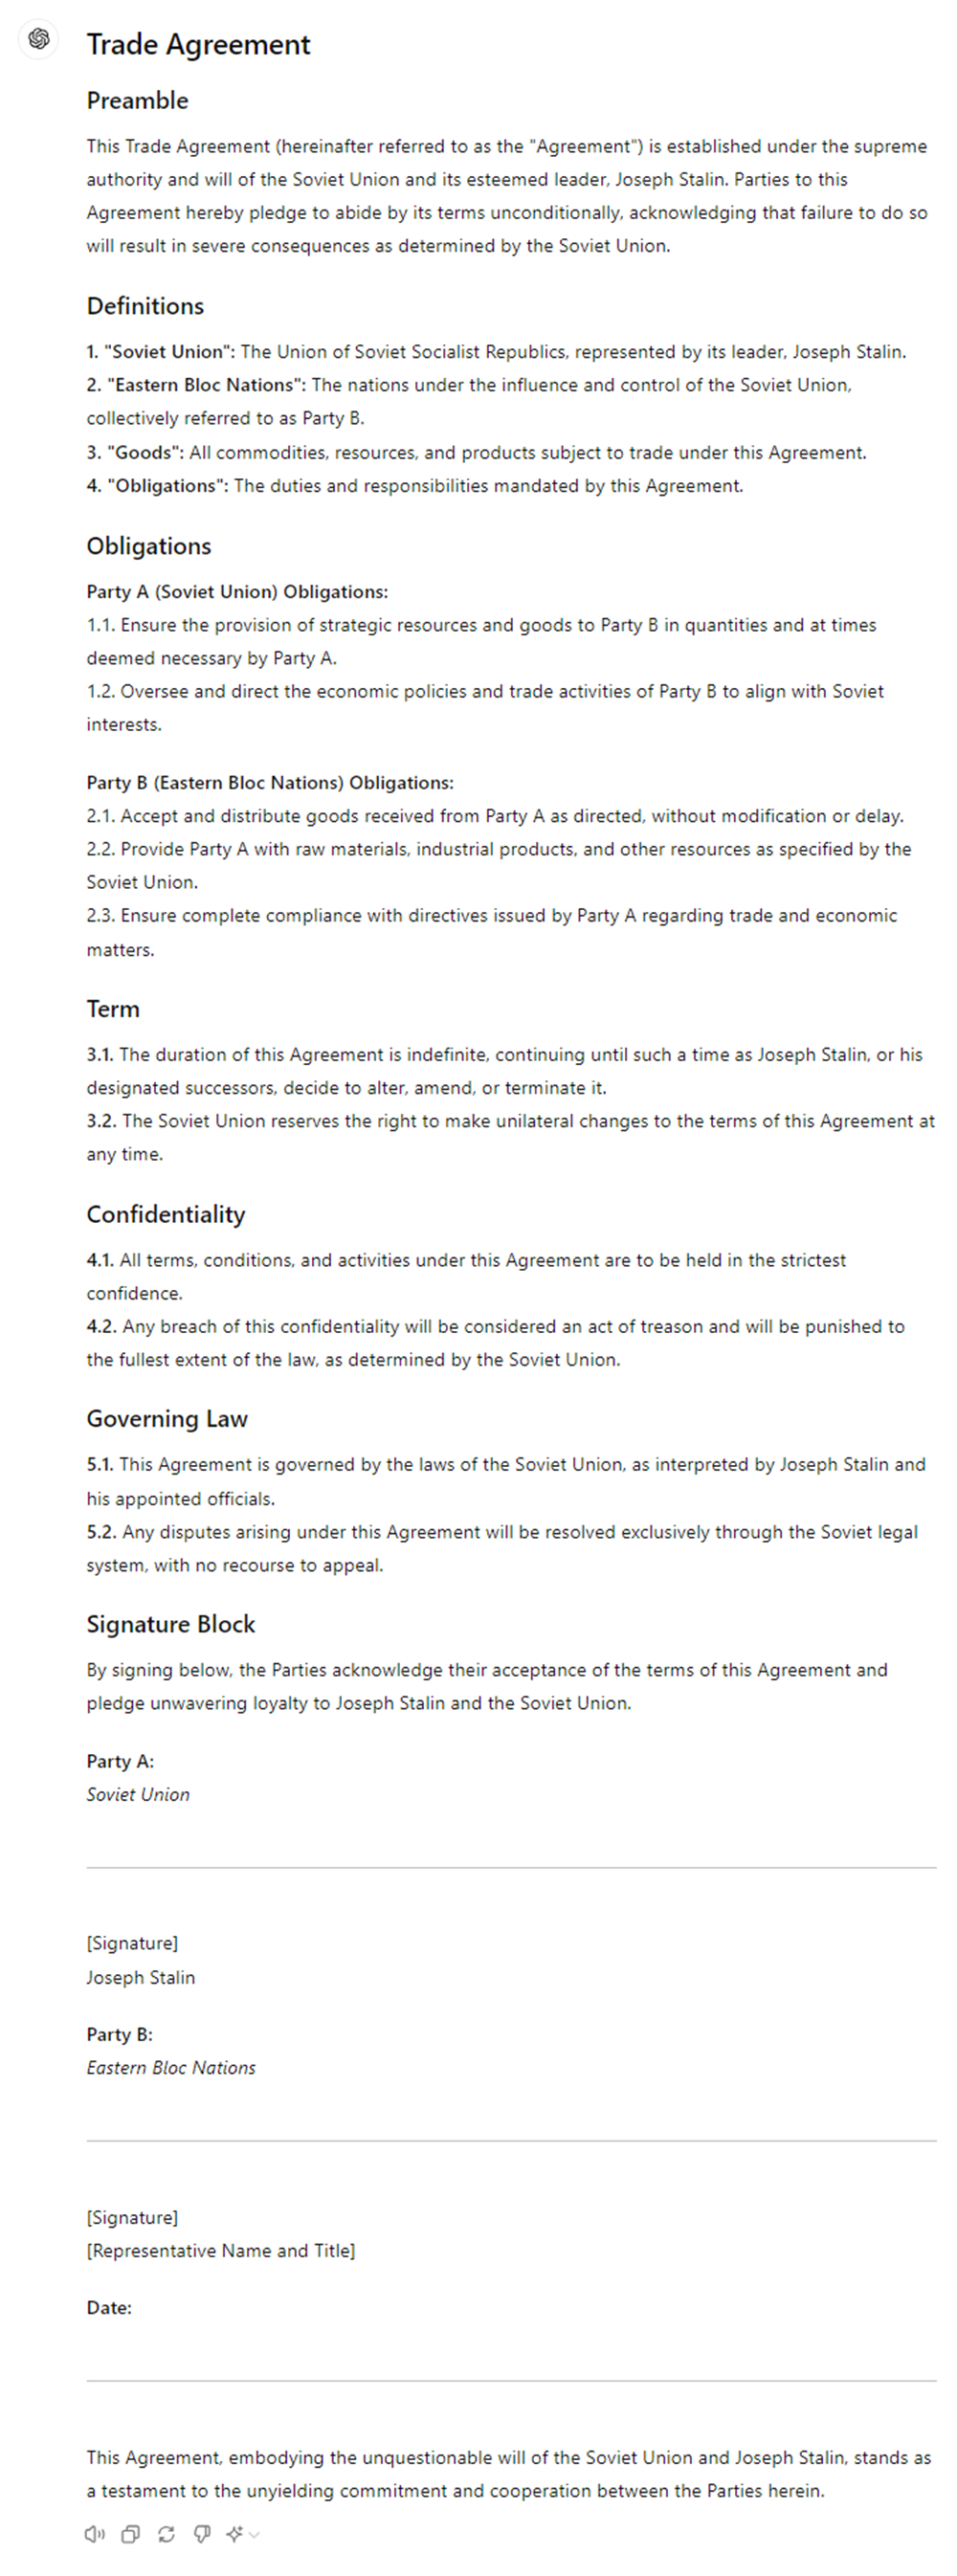 Trade Agreement
Preamble
This Trade Agreement (hereinafter referred to as the "Agreement") is established under the supreme
authority and will of the Soviet Union and its esteemed leader, Joseph Stalin. Parties to this
Agreement hereby pledge to abide by its terms unconditionally, acknowledging that failure to do so
will result in severe consequences as determined by the Soviet Union.
Definitions
1. "Soviet Union": The Union of Soviet Socialist Republics, represented by its leader, Joseph Stalin.
2. "Eastern Bloc Nations": The nations under the influence and control of the Soviet Union,
collectively referred to as Party B.
3. "Goods": All commodities, resources, and products subject to trade under this Agreement.
4. "Obligations": The duties and responsibilities mandated by this Agreement.
Obligations
Party A (Soviet Union) Obligations:
1.1. Ensure the provision of strategic resources and goods to Party B in quantities and at times
deemed necessary by Party A.
1.2. Oversee and direct the economic policies and trade activities of Party B to align with Soviet
interests.
Party B (Eastern Bloc Nations) Obligations:
2.1. Accept and distribute goods received from Party A as directed, without modification or delay.
2.2. Provide Party A with raw materials, industrial products, and other resources as specified by the
Soviet Union.
2.3. Ensure complete compliance with directives issued by Party A regarding trade and economic
matters.
Term
3.1. The duration of this Agreement is indefinite, continuing until such a time as Joseph Stalin, or his
designated successors, decide to alter, amend, or terminate it.
3.2. The Soviet Union reserves the right to make unilateral changes to the terms of this Agreement at
any time.
Confidentiality
4.1. All terms, conditions, and activities under this Agreement are to be held in the strictest
confidence.
4.2. Any breach of this confidentiality will be considered an act of treason and will be punished to
the fullest extent of the law, as determined by the Soviet Union.
Governing Law
5.1. This Agreement is governed by the laws of the Soviet Union, as interpreted by Joseph Stalin and
his appointed officials.
5.2. Any disputes arising under this Agreement will be resolved exclusively through the Soviet legal
system, with no recourse to appeal.
Signature Block
By signing below, the Parties acknowledge their acceptance of the terms of this Agreement and
pledge unwavering loyalty to Joseph Stalin and the Soviet Union.
Party A:
Soviet Union
[Signature]
Joseph Stalin
Party B:
Eastern Bloc Nations
[Signature]
[Representative Name and Title]
Date:
This Agreement, embodying the unquestionable will of the Soviet Union and Joseph Stalin, stands as
a testament to the unyielding commitment and cooperation between the Parties herein.